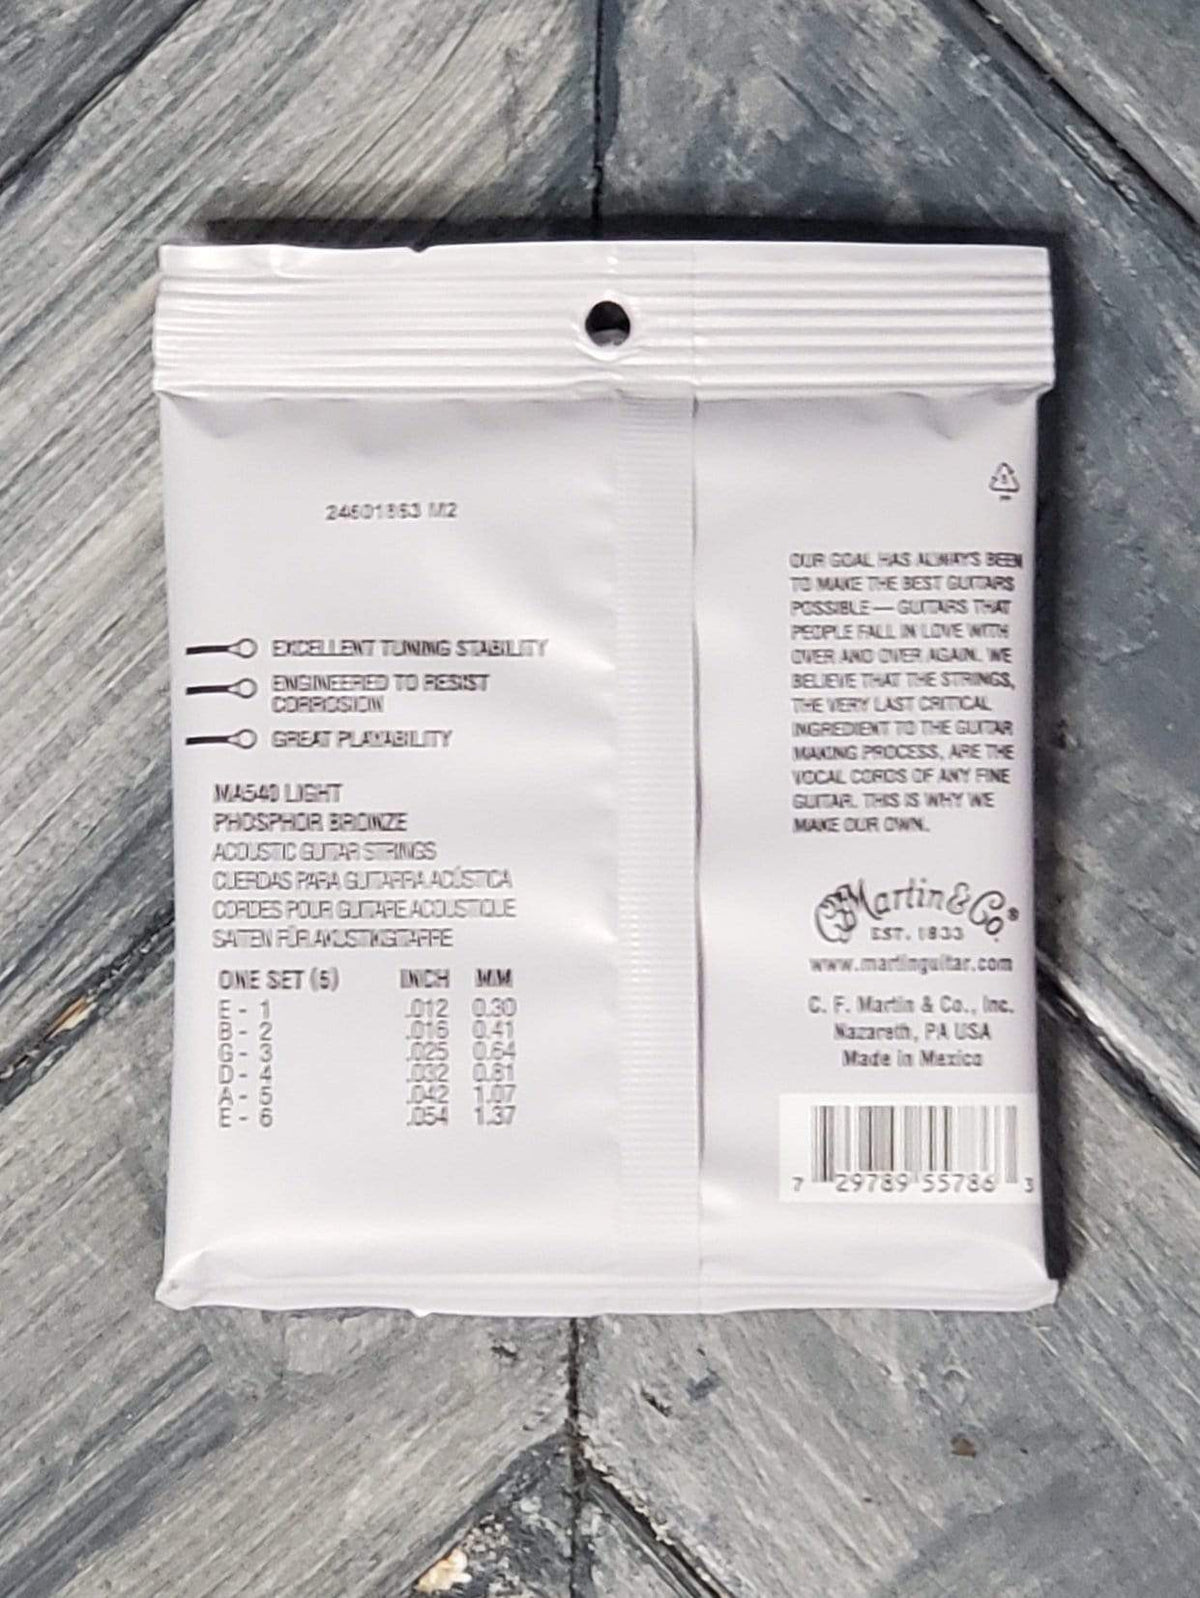 EXCELLENT TUNING STABILITY
ENGINEERED TO RESIST
CORROSION
GREAT PLAYABILITY
MA540 LIGHT
PHOSPHOR BRONZE
ACOUSTIC GUITAR STRINGS
CUERDAS PARA GUITARRA ACÚSTICA
CORDES POUR GUITARE ACOUSTIQUE
SAITEN FÜR AKUSTIKGITARRE
ONE SET (6) INCH MM
E - 1 .012 0.30
B - 2 .016 0.41
G - 3 .025 0.64
D - 4 .032 0.81
A - 5 .042 1.07
E - 6 .054 1.37
OUR GOAL HAS ALWAYS BEEN
TO MAKE THE BEST GUITARS
POSSIBLE — GUITARS THAT
PEOPLE FALL IN LOVE WITH
OVER AND OVER AGAIN. WE
BELIEVE THAT THE STRINGS,
THE VERY LAST CRITICAL
INGREDIENT TO THE GUITAR
MAKING PROCESS, ARE THE
VOCAL CORDS OF ANY FINE
GUITAR. THIS IS WHY WE
MAKE OUR OWN.
CFMartin & Co.®
EST. 1833
www.martinguitar.com
C. F. Martin & Co., Inc.
Nazareth, PA USA
Made in Mexico
7 29789 55786 3